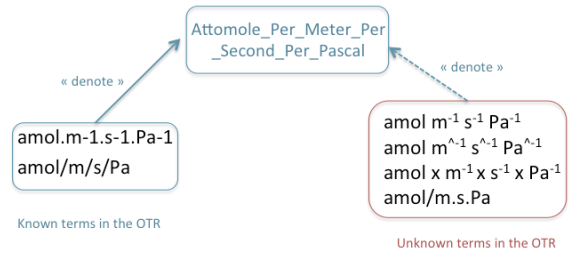 Attomole_Per_Meter_Per
_Second_Per_Pascal
« denote »
« denote »
amol.m-1.s-1.Pa-1
amol/m/s/Pa
amol m⁻¹ s⁻¹ Pa⁻¹
amol m^⁻¹ s^⁻¹ Pa^⁻¹
amol x m⁻¹ x s⁻¹ x Pa⁻¹
amol/m.s.Pa
Known terms in the OTR
Unknown terms in the OTR